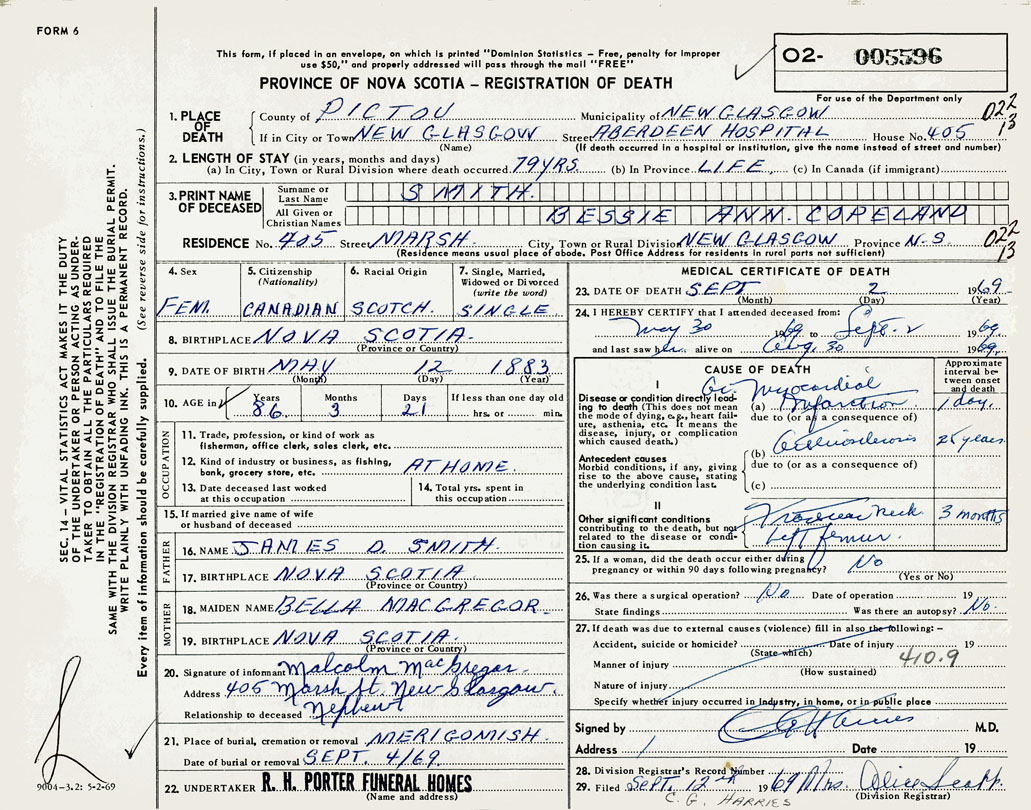 FORM 6
This form, if placed in an envelope, on which is printed "Dominion Statistics – Free, penalty for improper
use $50," and properly addressed will pass through the mail "FREE"
PROVINCE OF NOVA SCOTIA – REGISTRATION OF DEATH
02- 005596
For use of the Department only
022
13
1. PLACE OF DEATH
County of PICTOU Municipality of NEW GLASGOW
If in City or Town NEW GLASGOW Street ABERDEEN HOSPITAL House No. 405
(Name) (If death occurred in a hospital or institution, give the name instead of street and number)
2. LENGTH OF STAY (in years, months and days)
(a) In City, Town or Rural Division where death occurred 79 YRS (b) In Province LIFE (c) In Canada (if immigrant)
3. PRINT NAME OF DECEASED
Surname or Last Name SMITH.
All Given or Christian Names BESSIE ANN. COPELAND
RESIDENCE No. 405 Street MARSH. City, Town or Rural Division NEW GLASGOW Province N.S. 022
13
(Residence means usual place of abode. Post Office Address for residents in rural parts not sufficient)
SEC. 14 – VITAL STATISTICS ACT MAKES IT THE DUTY
OF THE UNDERTAKER OR PERSON ACTING AS UNDER-
TAKER TO OBTAIN ALL THE PARTICULARS REQUIRED
IN THE "REGISTRATION OF DEATH" AND TO FILE THE
SAME WITH THE DIVISION REGISTRAR WHO SHALL ISSUE THE BURIAL PERMIT.
WRITE PLAINLY WITH UNFADING INK. THIS IS A PERMANENT RECORD.
Every item of information should be carefully supplied. (See reverse side for instructions.)
9004-3.2: 5-2-69
4. Sex
FEM.
5. Citizenship
(Nationality)
CANADIAN
6. Racial Origin
SCOTCH.
7. Single, Married,
Widowed or Divorced
(write the word)
SINGLE.
8. BIRTHPLACE NOVA SCOTIA.
(Province or Country)
9. DATE OF BIRTH MAY 12 1883
(Month) (Day) (Year)
10. AGE in Years Months Days If less than one day old
86. 3 21 hrs. or min.
OCCUPATION
11. Trade, profession, or kind of work as
fisherman, office clerk, sales clerk, etc.
12. Kind of industry or business, as fishing,
bank, grocery store, etc. AT HOME.
13. Date deceased last worked
at this occupation
14. Total yrs. spent in
this occupation
15. If married give name of wife
or husband of deceased
FATHER
16. NAME JAMES D. SMITH.
17. BIRTHPLACE NOVA SCOTIA.
(Province or Country)
MOTHER
18. MAIDEN NAME BELLA MACGREGOR.
19. BIRTHPLACE NOVA SCOTIA.
(Province or Country)
20. Signature of informant Malcolm MacGregor.
Address 405 Marsh St. New Glasgow.
Relationship to deceased Nephew
21. Place of burial, cremation or removal MERIGOMISH.
Date of burial or removal SEPT. 4/69.
22. UNDERTAKER R. H. PORTER FUNERAL HOMES
(Name and address)
MEDICAL CERTIFICATE OF DEATH
23. DATE OF DEATH SEPT 2 1969.
(Month) (Day) (Year)
24. I HEREBY CERTIFY that I attended deceased from:
May 30 1969 to Sept. 2 1969.
and last saw her alive on Aug. 30 1969.
CAUSE OF DEATH
Approximate
interval be-
tween onset
and death
I
Disease or condition directly lead-
ing to death (This does not mean
the mode of dying, e.g., heart fail-
ure, asthenia, etc. It means the
disease, injury, or complication
which caused death.)
(a) Myocardial
Infarction 1 day.
due to (or as a consequence of)
Antecedent causes
Morbid conditions, if any, giving
rise to the above cause, stating
the underlying condition last.
(b) 25 years
due to (or as a consequence of)
(c)
II
Other significant conditions
contributing to the death, but not
related to the disease or condi-
tion causing it.
Fracture Neck 3 months
Left femur.
25. If a woman, did the death occur either during
pregnancy or within 90 days following pregnancy? No
(Yes or No)
26. Was there a surgical operation? No Date of operation 19
State findings Was there an autopsy? No.
27. If death was due to external causes (violence) fill in also the following: –
Accident, suicide or homicide? Date of injury 19
(State which)
410.9
Manner of injury
(How sustained)
Nature of injury
Specify whether injury occurred in Industry, in home, or in public place
Signed by M.D.
Address Date 19
28. Division Registrar's Record Number
29. Filed SEPT. 12th 1969 Mrs. Alice
(Division Registrar)
C. G. HARRIES